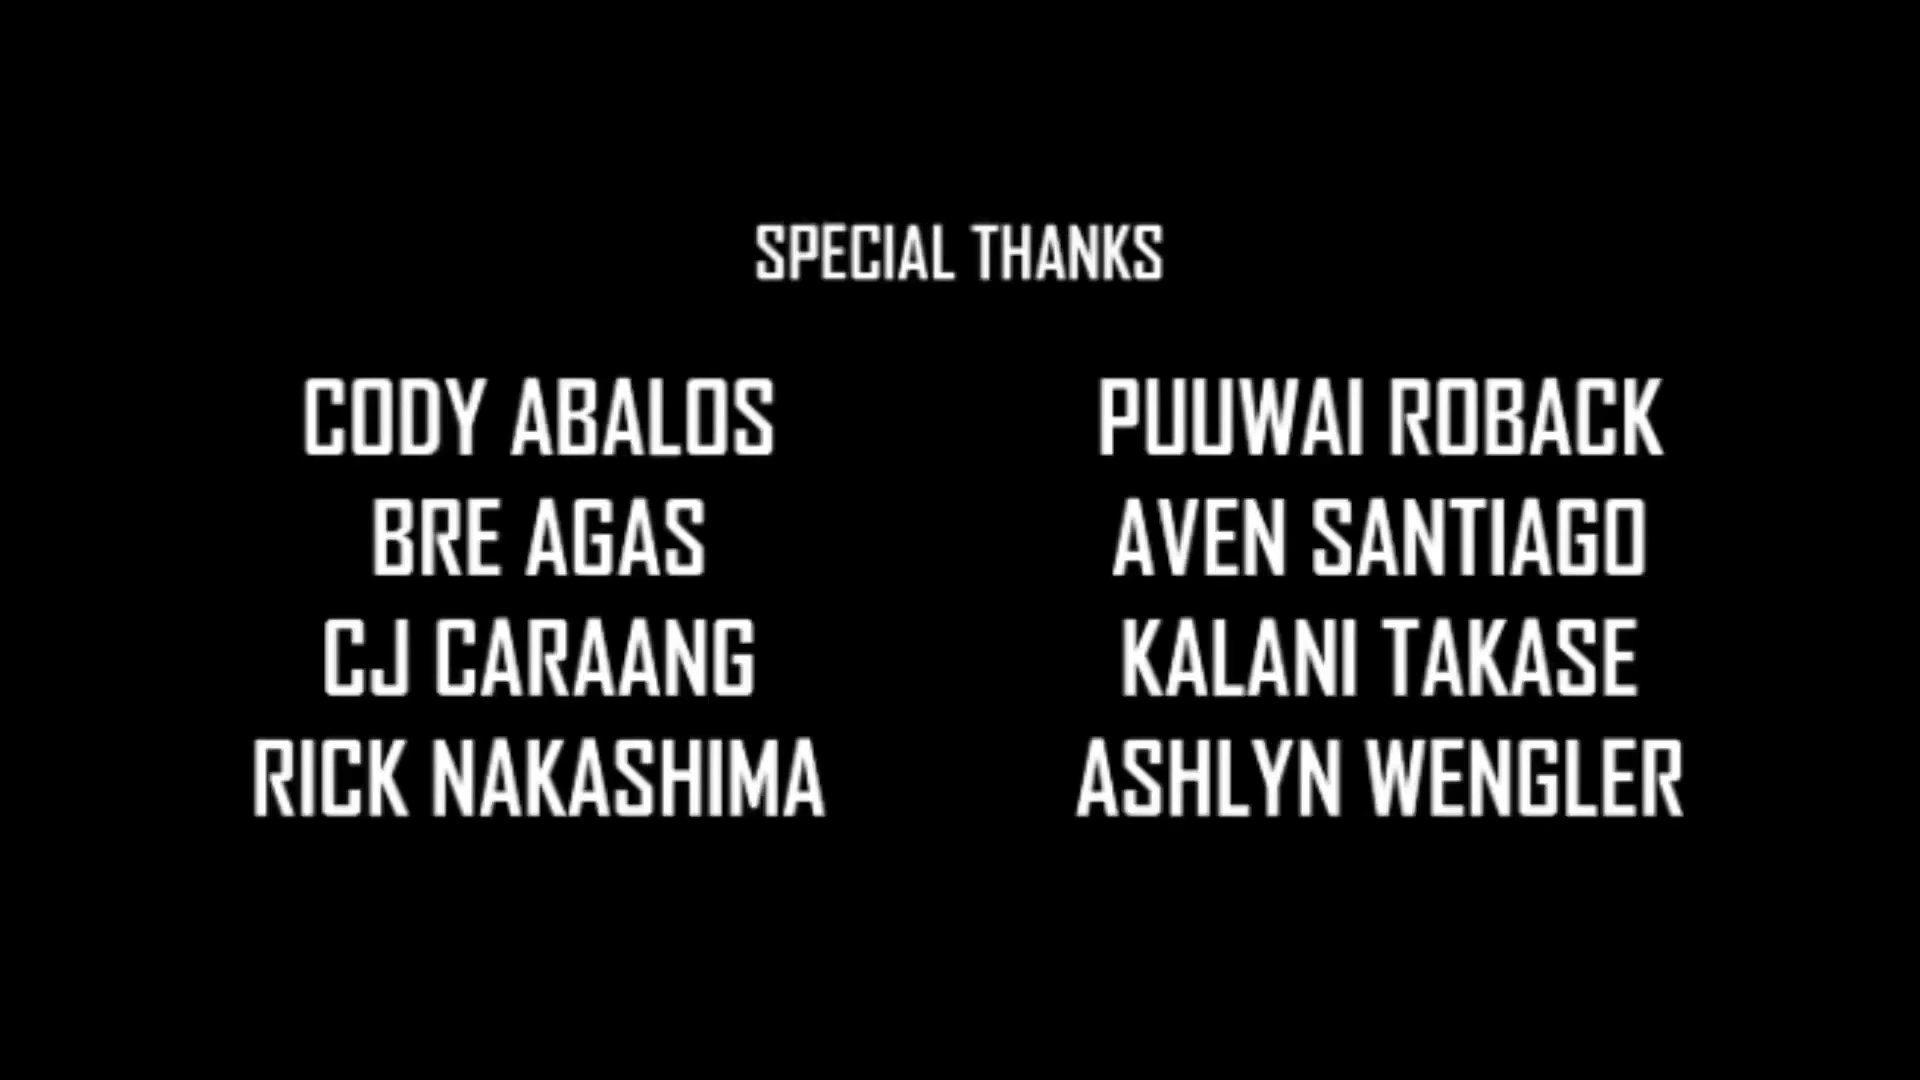 SPECIAL THANKS
CODY ABALOS
BRE AGAS
CJ CARAANG
RICK NAKASHIMA
PUUWAI ROBACK
AVEN SANTIAGO
KALANI TAKASE
ASHLYN WENGLER